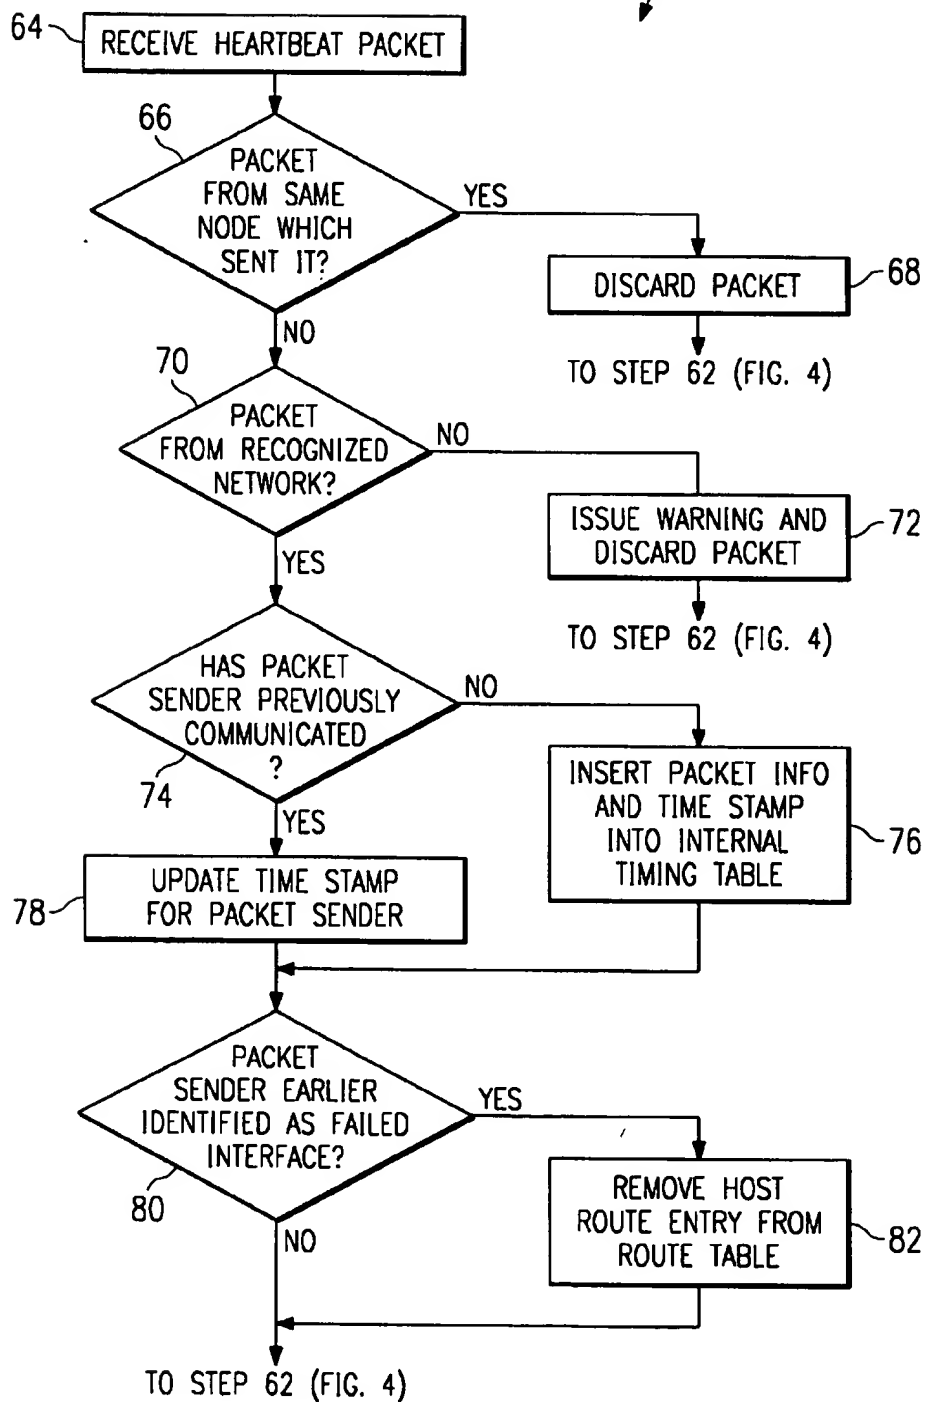 64
RECEIVE HEARTBEAT PACKET
66
PACKET
FROM SAME
NODE WHICH
SENT IT?
YES
DISCARD PACKET
68
TO STEP 62 (FIG. 4)
NO
70
PACKET
FROM RECOGNIZED
NETWORK?
NO
ISSUE WARNING AND
DISCARD PACKET
72
TO STEP 62 (FIG. 4)
YES
HAS PACKET
SENDER PREVIOUSLY
COMMUNICATED
?
74
NO
INSERT PACKET INFO
AND TIME STAMP
INTO INTERNAL
TIMING TABLE
76
YES
UPDATE TIME STAMP
FOR PACKET SENDER
78
PACKET
SENDER EARLIER
IDENTIFIED AS FAILED
INTERFACE?
80
YES
REMOVE HOST
ROUTE ENTRY FROM
ROUTE TABLE
82
NO
TO STEP 62 (FIG. 4)